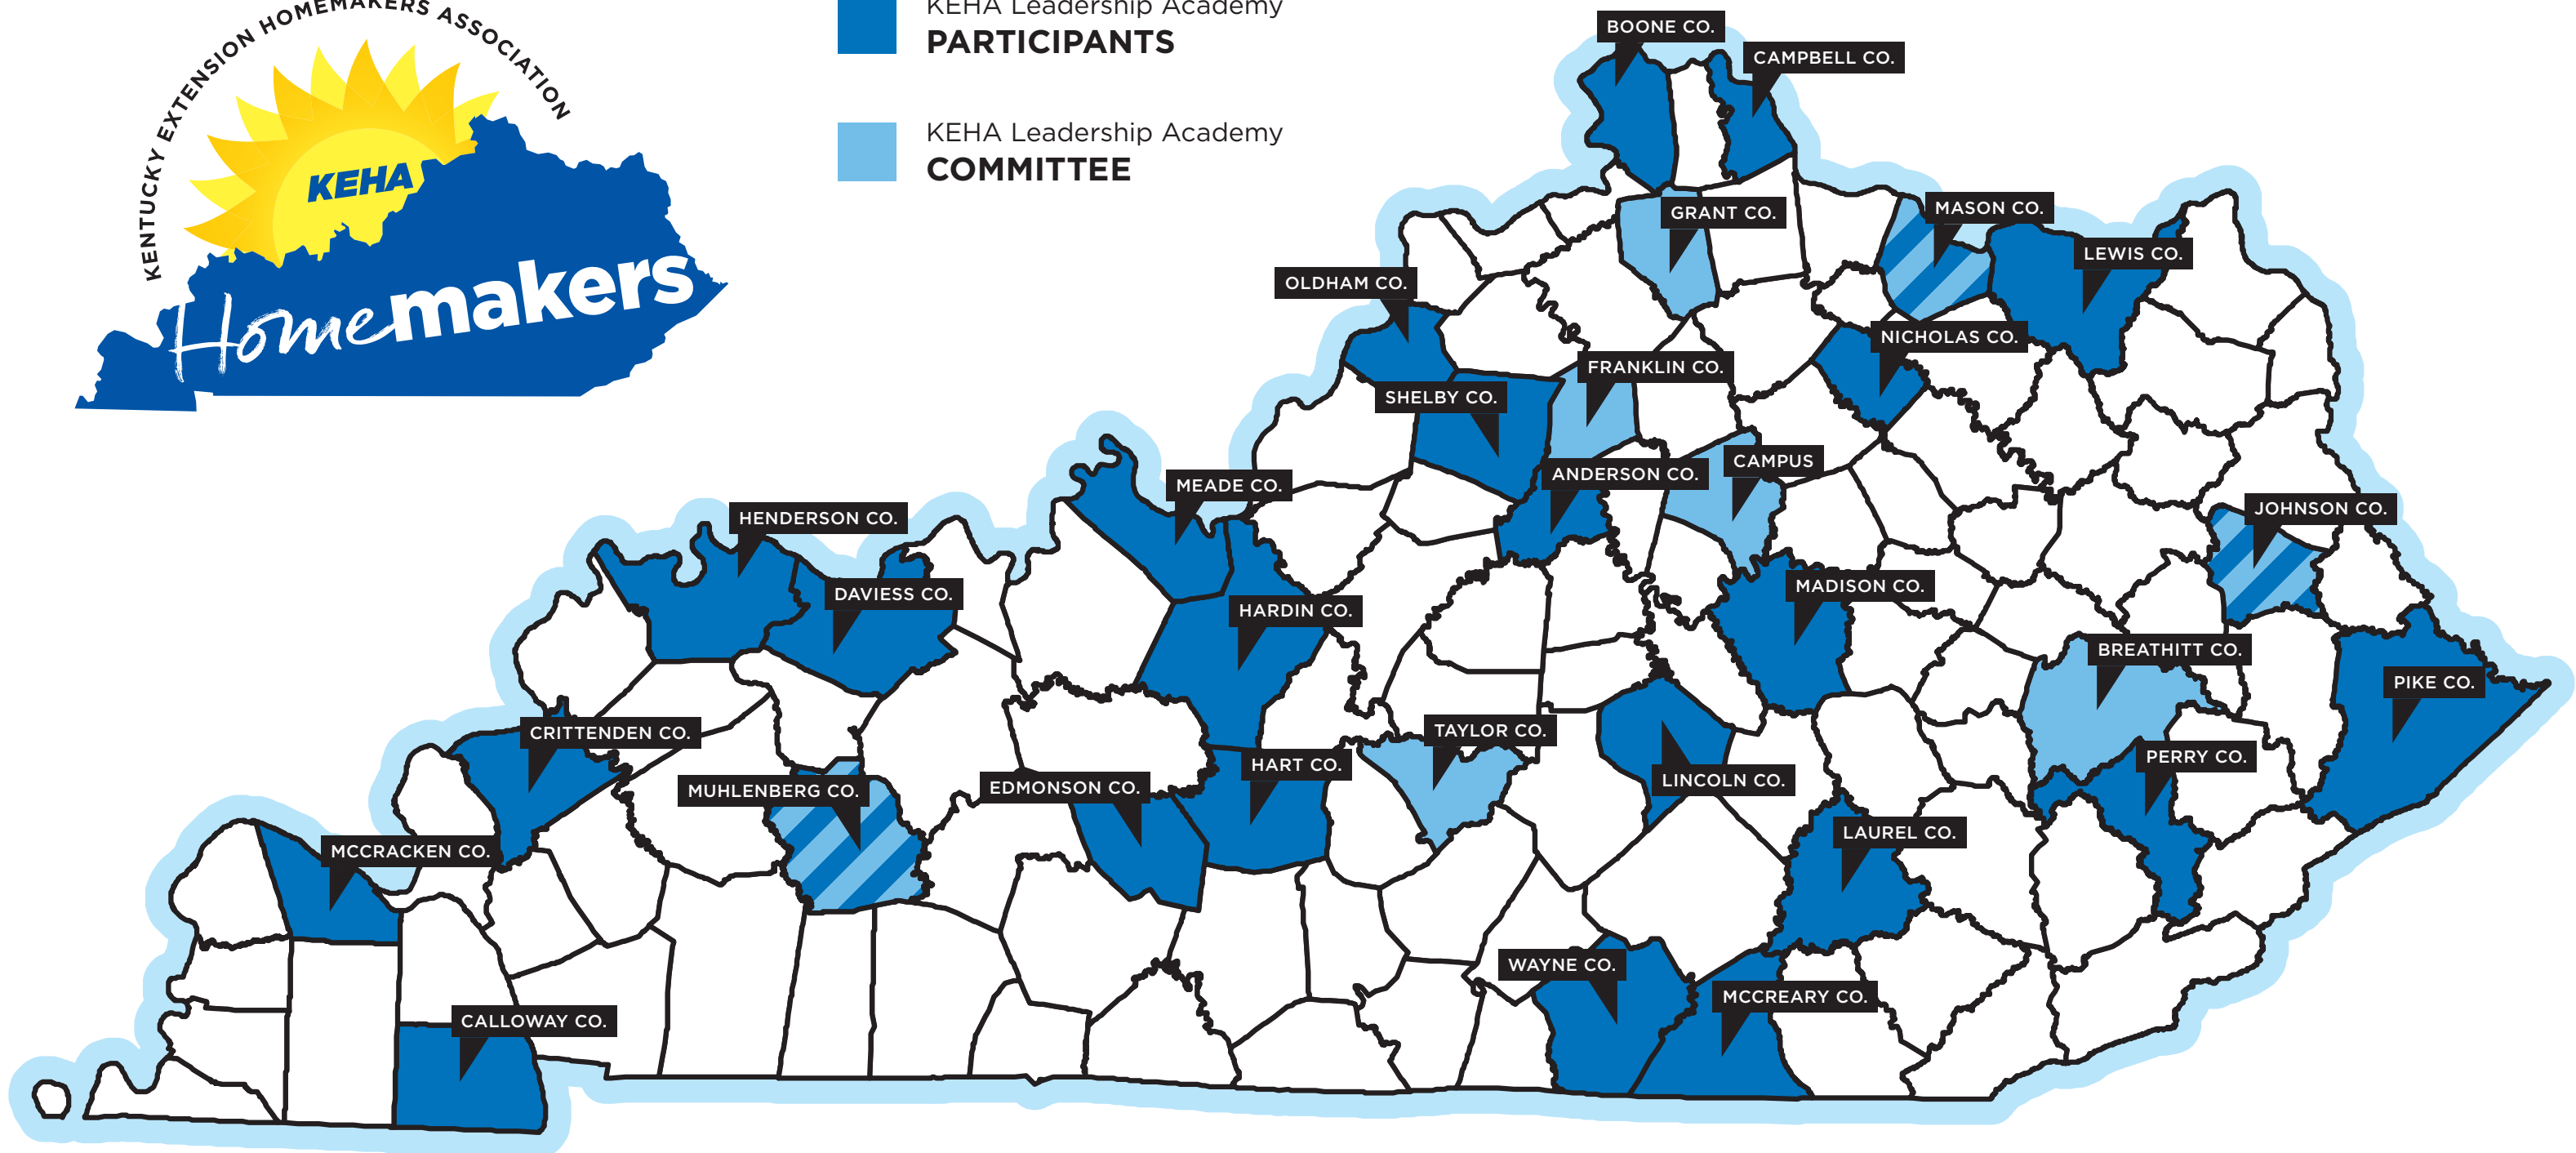 KENTUCKY EXTENSION HOMEMAKERS ASSOCIATION
KEHA
Homemakers
KEHA Leadership Academy
PARTICIPANTS
KEHA Leadership Academy
COMMITTEE
BOONE CO.
CAMPBELL CO.
GRANT CO.
MASON CO.
LEWIS CO.
OLDHAM CO.
NICHOLAS CO.
FRANKLIN CO.
SHELBY CO.
CAMPUS
ANDERSON CO.
MEADE CO.
JOHNSON CO.
HENDERSON CO.
MADISON CO.
DAVIESS CO.
HARDIN CO.
BREATHITT CO.
PIKE CO.
CRITTENDEN CO.
TAYLOR CO.
PERRY CO.
HART CO.
LINCOLN CO.
EDMONSON CO.
MUHLENBERG CO.
LAUREL CO.
MCCRACKEN CO.
WAYNE CO.
MCCREARY CO.
CALLOWAY CO.